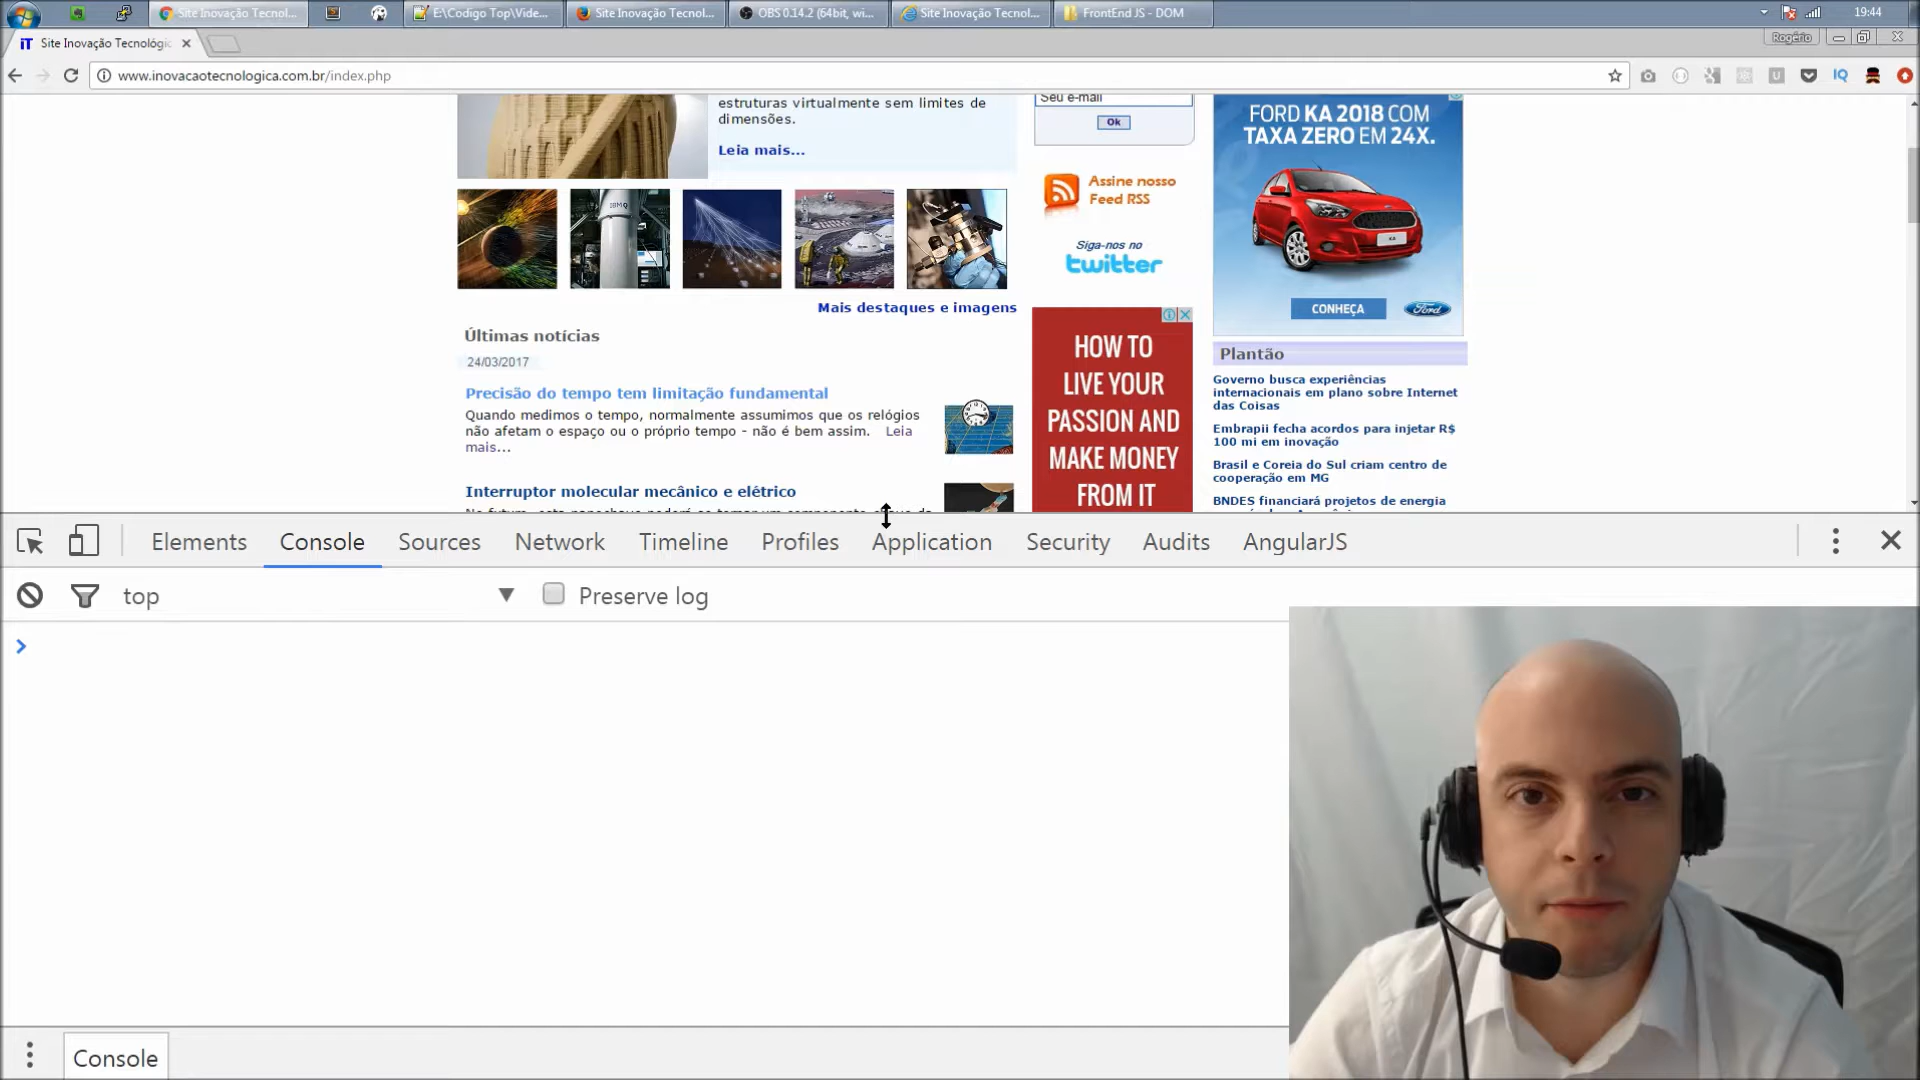 Site Inovação Tecnol...
E:\Codigo Top\Vide...
Site Inovação Tecnol...
OBS 0.14.2 (64bit, wi...
Site Inovação Tecnol...
FrontEnd JS - DOM
19:44
iT Site Inovação Tecnológic
Rogério
www.inovacaotecnologica.com.br/index.php
IQ
estruturas virtualmente sem limites de
dimensões.
Leia mais...
Mais destaques e imagens
Últimas notícias
24/03/2017
Precisão do tempo tem limitação fundamental
Quando medimos o tempo, normalmente assumimos que os relógios
não afetam o espaço ou o próprio tempo - não é bem assim. Leia
mais...
Interruptor molecular mecânico e elétrico
Seu e-mail
Ok
Assine nosso
Feed RSS
Siga-nos no
twitter
HOW TO
LIVE YOUR
PASSION AND
MAKE MONEY
FROM IT
FORD KA 2018 COM
TAXA ZERO EM 24X.
CONHEÇA
Ford
Plantão
Governo busca experiências
internacionais em plano sobre Internet
das Coisas
Embrapii fecha acordos para injetar R$
100 mi em inovação
Brasil e Coreia do Sul criam centro de
cooperação em MG
BNDES financiará projetos de energia
Elements
Console
Sources
Network
Timeline
Profiles
Application
Security
Audits
AngularJS
top
Preserve log
Console